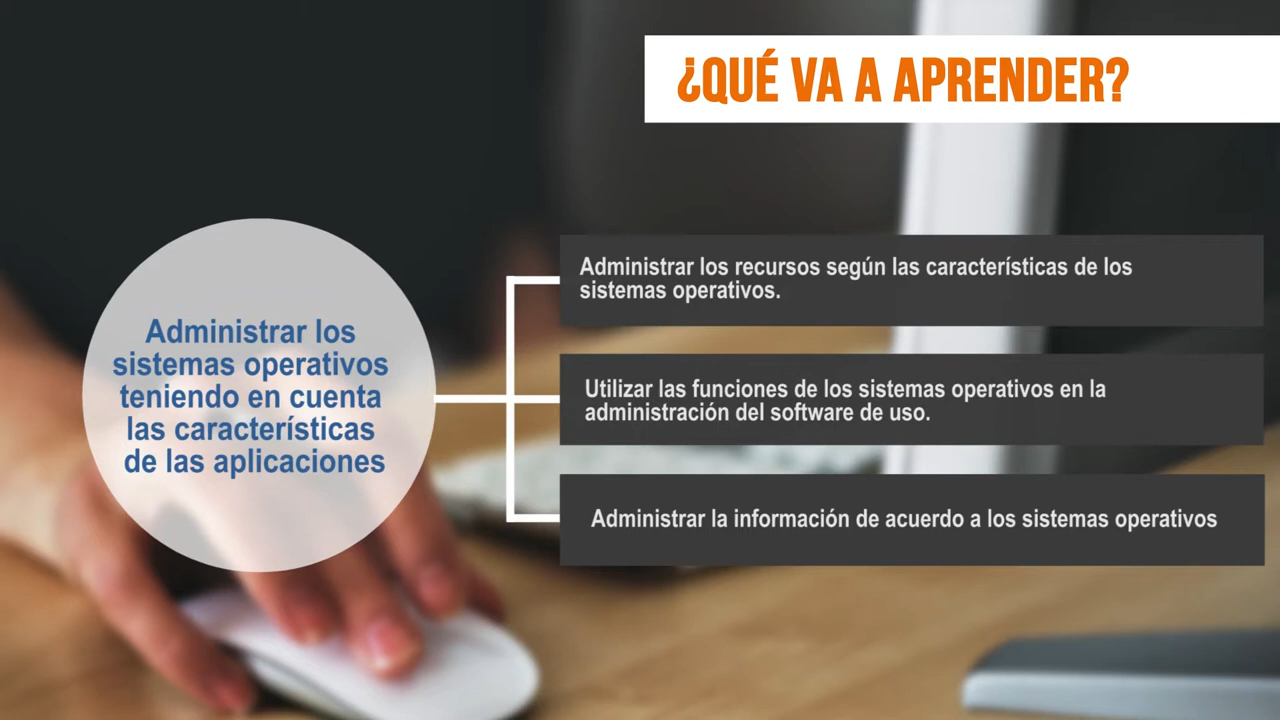 ¿QUÉ VA A APRENDER?
Administrar los
sistemas operativos
teniendo en cuenta
las características
de las aplicaciones
Administrar los recursos según las características de los
sistemas operativos.
Utilizar las funciones de los sistemas operativos en la
administración del software de uso.
Administrar la información de acuerdo a los sistemas operativos